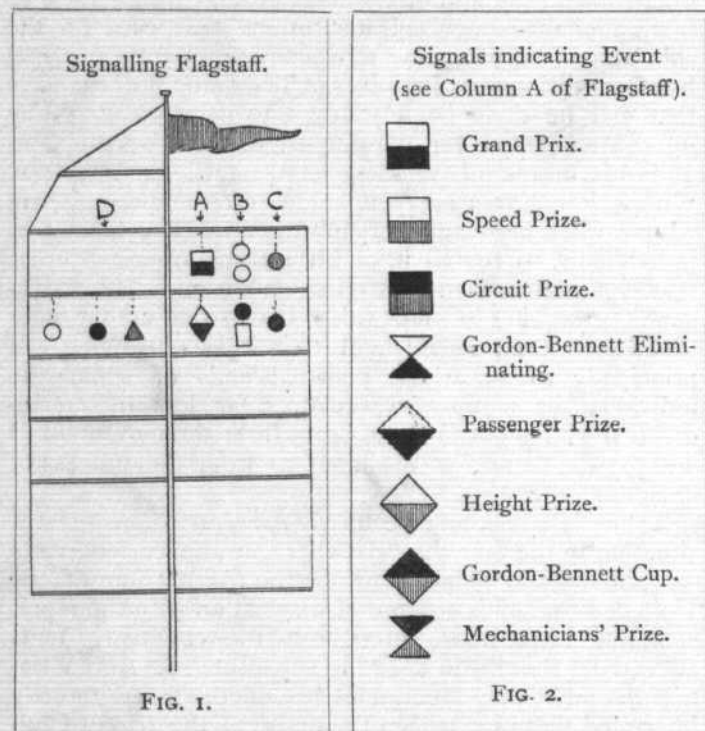 Signalling Flagstaff.
D
A
B
C
FIG. 1.
Signals indicating Event
(see Column A of Flagstaff).
Grand Prix.
Speed Prize.
Circuit Prize.
Gordon-Bennett Elimi-
nating.
Passenger Prize.
Height Prize.
Gordon-Bennett Cup.
Mechanicians' Prize.
FIG. 2.